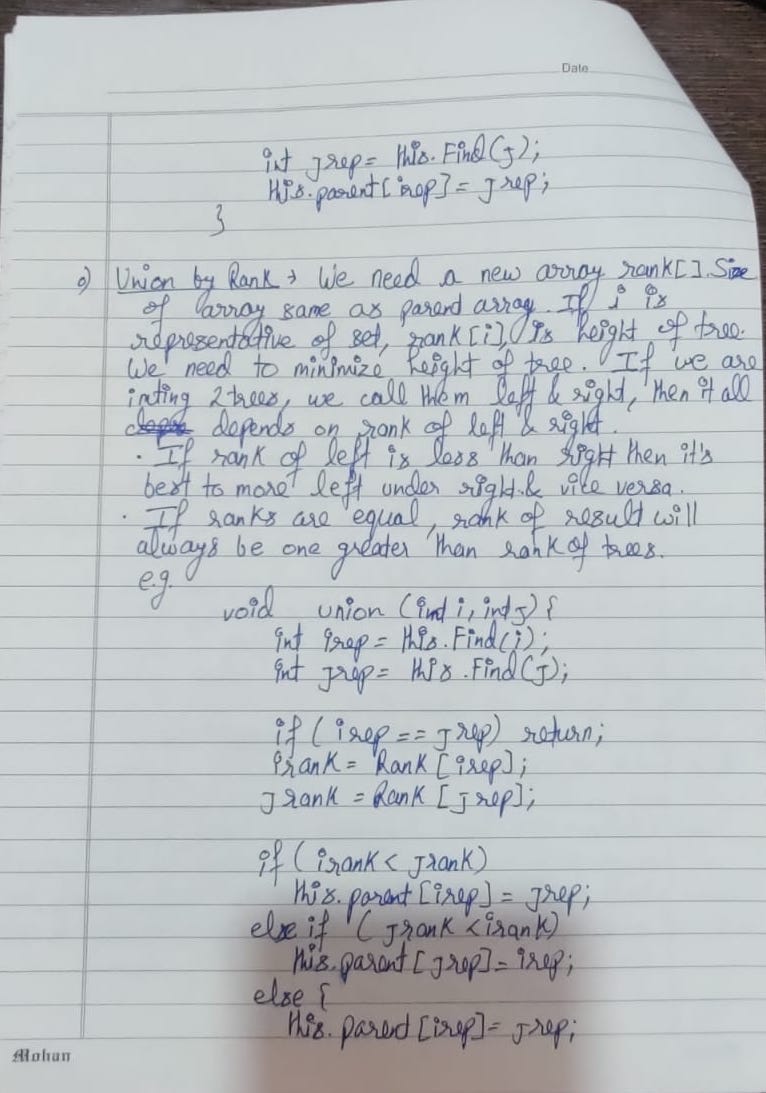 Date
int jrep = this.Find(j);
this.parent[irep] = jrep;
}
o) Union by Rank → We need a new array rank[]. Size
of array same as parent array. If i is
representative of set, rank[i] is height of tree.
We need to minimize height of tree. If we are
initing 2 trees, we call them left & right, then it all
depends on rank of left & right.
• If rank of left is less than right then it's
best to move left under right & vice versa.
• If ranks are equal, rank of result will
always be one greater than rank of trees.
e.g.
void union (int i, int j) {
int irep = this.Find(i);
int jrep = this.Find(j);
if (irep == jrep) return;
irank = Rank [irep];
jrank = Rank [jrep];
if (irank < jrank)
this.parent [irep] = jrep;
else if (jrank < irank)
this.parent [jrep] = irep;
else {
this.parent [irep] = jrep;
Mohan